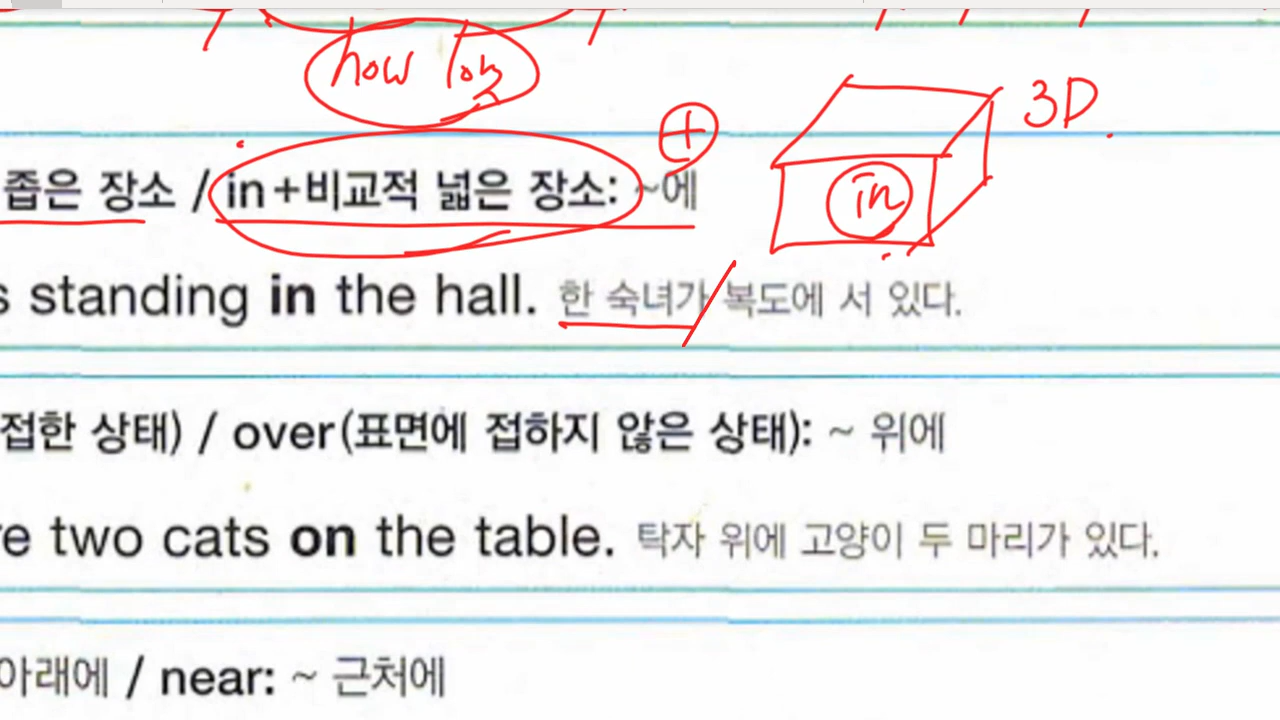 how long
+
3D
좁은 장소 / in+비교적 넓은 장소: ~에
in
s standing in the hall. 한 숙녀가 복도에 서 있다.
접한 상태) / over(표면에 접하지 않은 상태): ~ 위에
e two cats on the table. 탁자 위에 고양이 두 마리가 있다.
아래에 / near: ~ 근처에